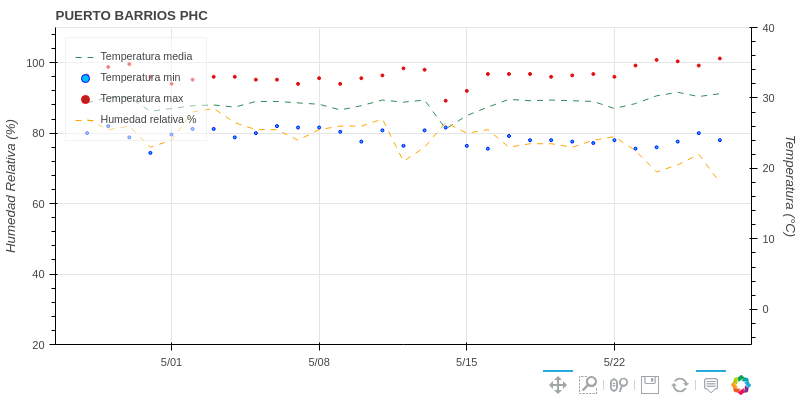 PUERTO BARRIOS PHC
Temperatura media
Temperatura min
Temperatura max
Humedad relativa %
Humedad Relativa (%)
100
80
60
40
20
5/01
5/08
5/15
5/22
40
30
20
10
0
Temperatura (°C)